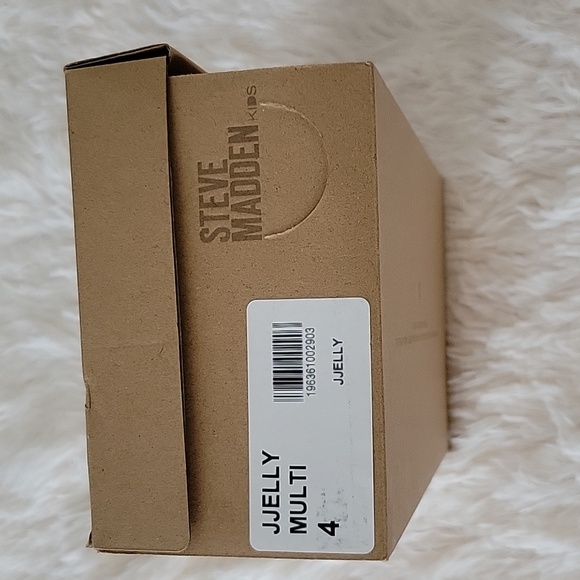 STEVE
MADDEN KIDS
JJELLY
MULTI
4
196361002903
JJELLY